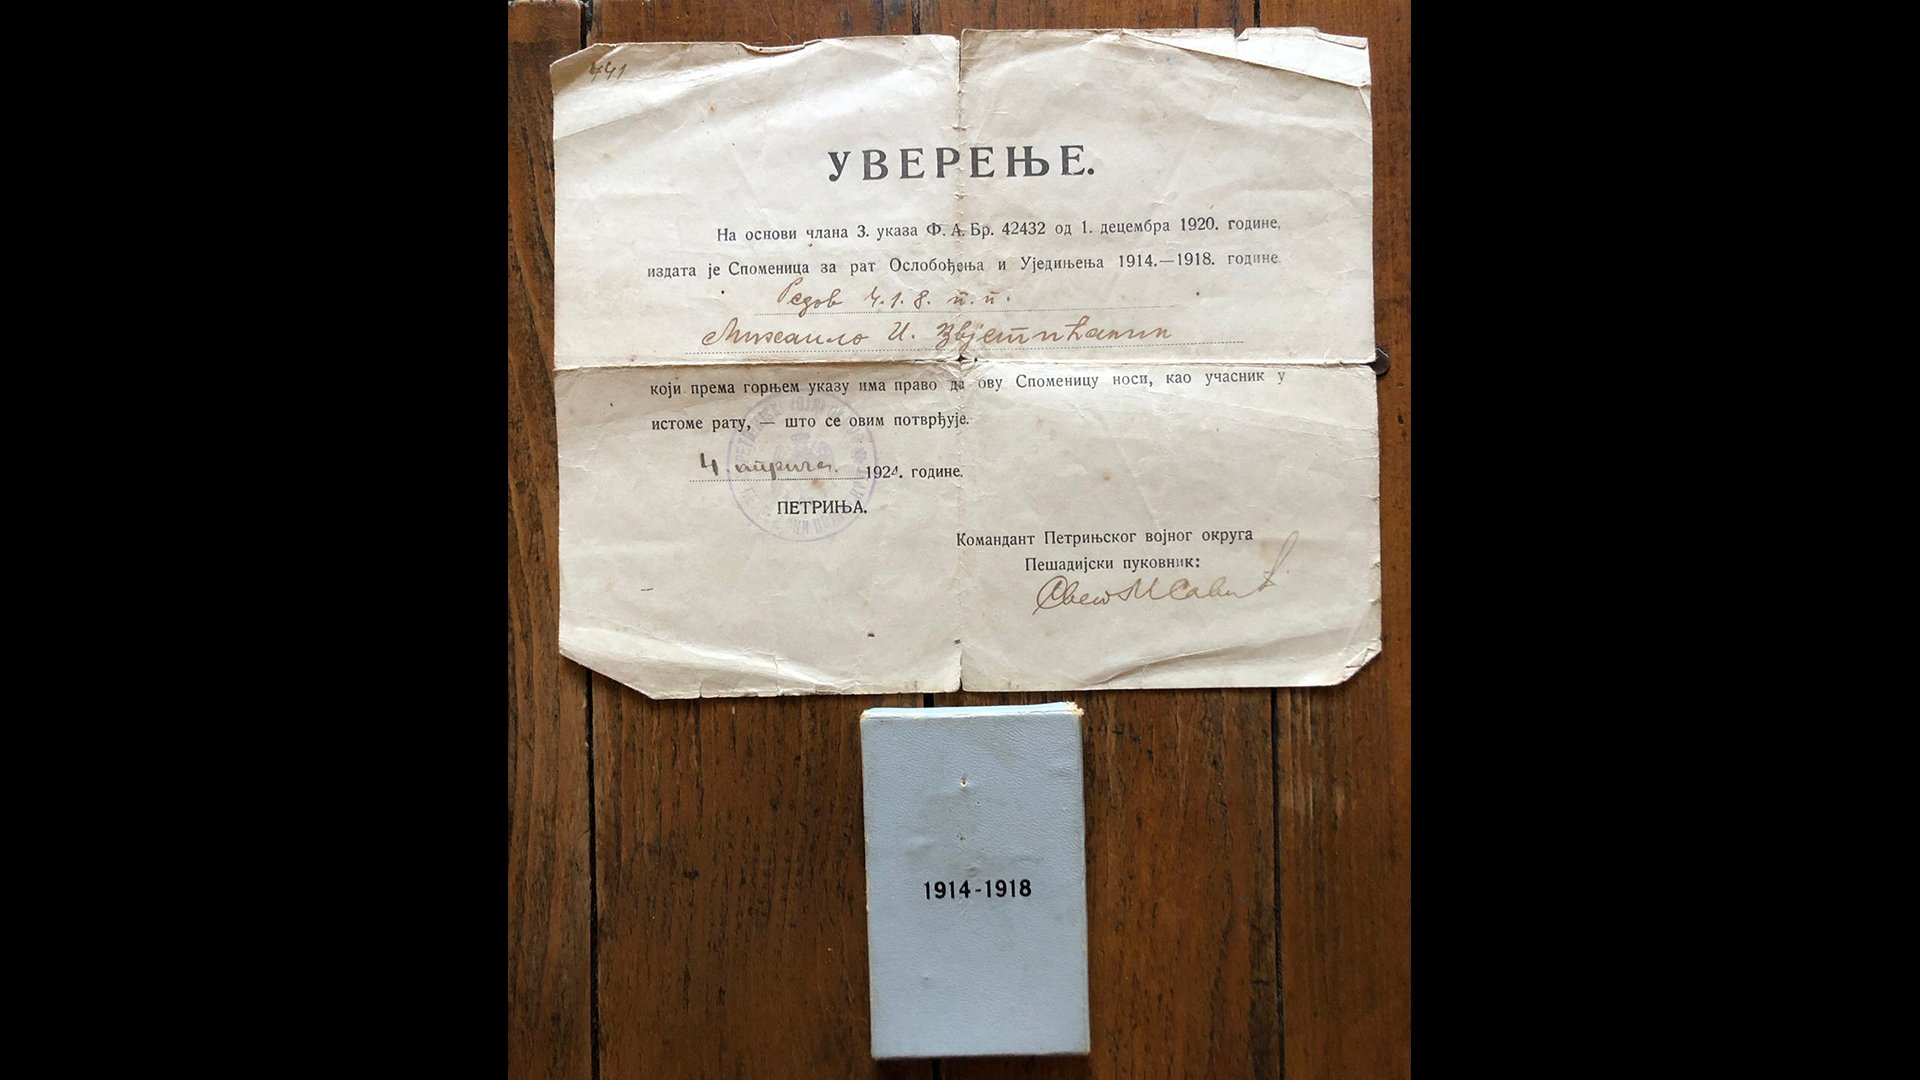 441
УВЕРЕЊЕ.
На основи члана 3. указа Ф. А. Бр. 42432 од 1. децембра 1920. године,
издата је Споменица за рат Ослобођења и Уједињења 1914.—1918. године
Редов ч.1.8. п.п.
Михаило И. Звјетићанин
који према горњем указу има право да ову Споменицу носи, као учасник у
истоме рату, — што се овим потврђује.
4. априла. 1924. године.
ПЕТРИЊА.
Командант Петрињског војног округа
Пешадијски пуковник:
1914-1918